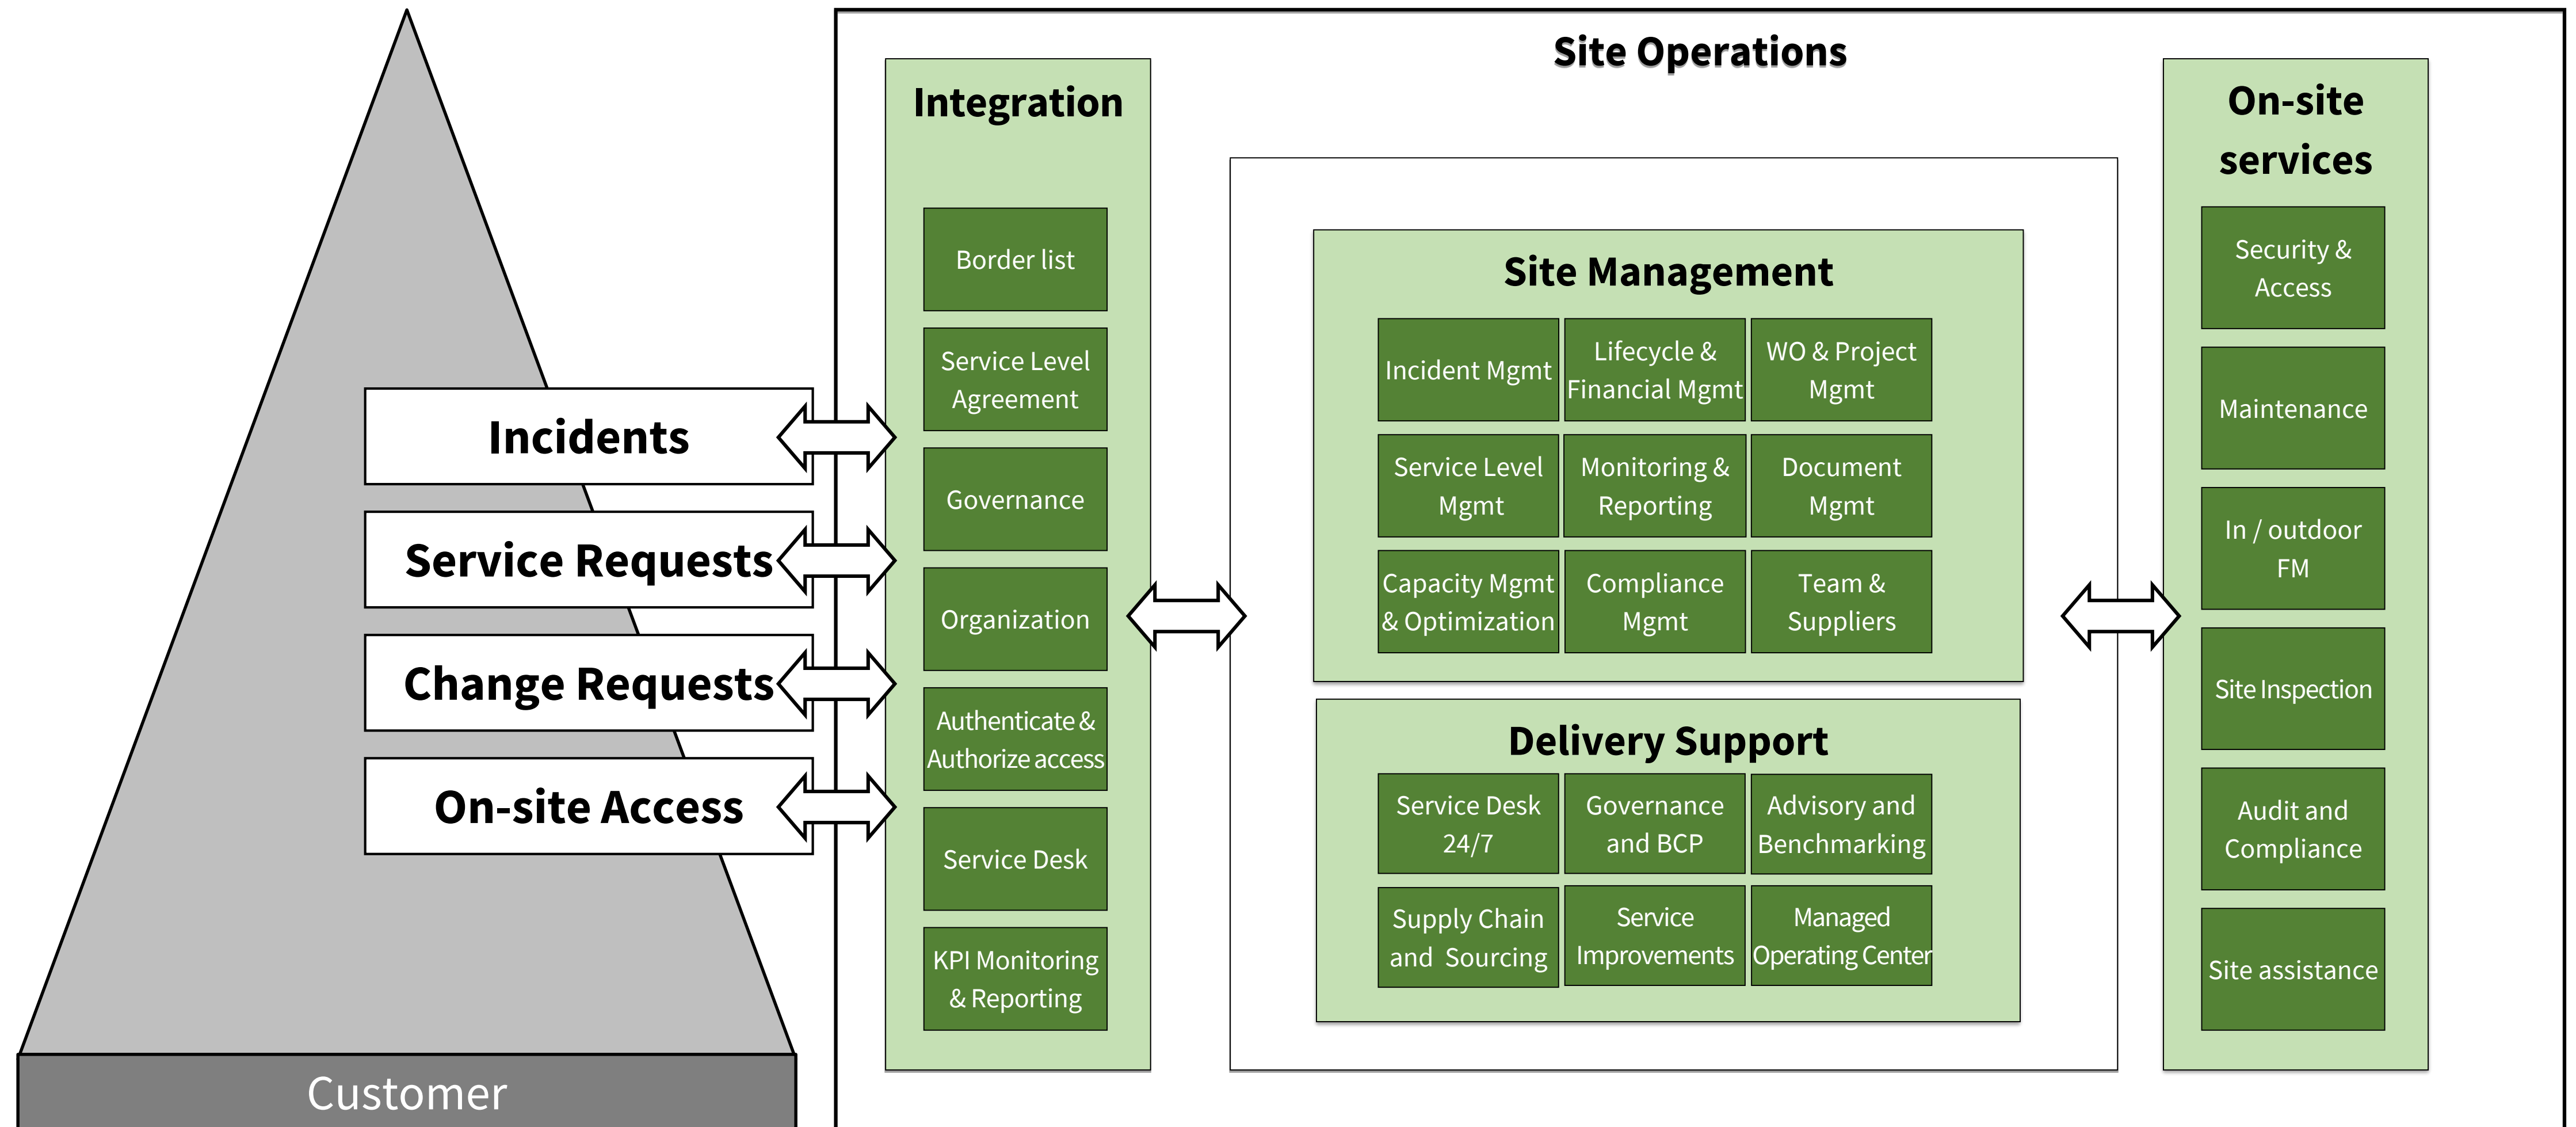 Site Operations
Incidents
Service Requests
Change Requests
On-site Access
Customer
Integration
Border list
Service Level
Agreement
Governance
Organization
Authenticate &
Authorize access
Service Desk
KPI Monitoring
& Reporting
Site Management
Incident Mgmt
Lifecycle &
Financial Mgmt
WO & Project
Mgmt
Service Level
Mgmt
Monitoring &
Reporting
Document
Mgmt
Capacity Mgmt
& Optimization
Compliance
Mgmt
Team &
Suppliers
Delivery Support
Service Desk
24/7
Governance
and BCP
Advisory and
Benchmarking
Supply Chain
and  Sourcing
Service
Improvements
Managed
Operating Center
On-site
services
Security &
Access
Maintenance
In / outdoor
FM
Site Inspection
Audit and
Compliance
Site assistance